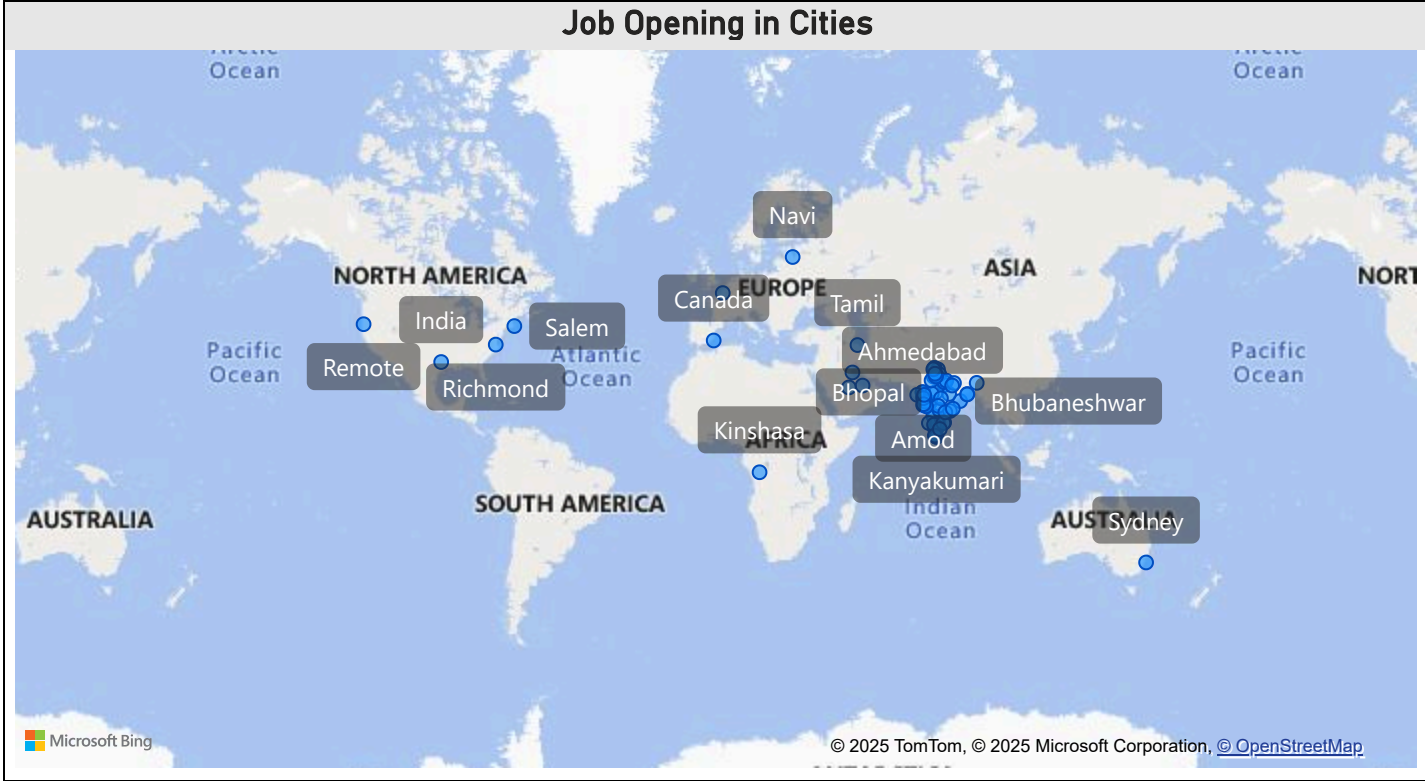 Job Opening in Cities
Arctic
Ocean
Arctic
Ocean
Navi
NORTH AMERICA
EUROPE
ASIA
NORT
Canada
Tamil
India
Salem
Pacific
Ocean
Remote
Richmond
Atlantic
Ocean
Ahmedabad
Bhopal
Bhubaneshwar
Pacific
Ocean
Kinshasa
AFRICA
Amod
Kanyakumari
Indian
Ocean
SOUTH AMERICA
AUSTRALIA
AUSTRALIA
Sydney
Microsoft Bing
© 2025 TomTom, © 2025 Microsoft Corporation, © OpenStreetMap